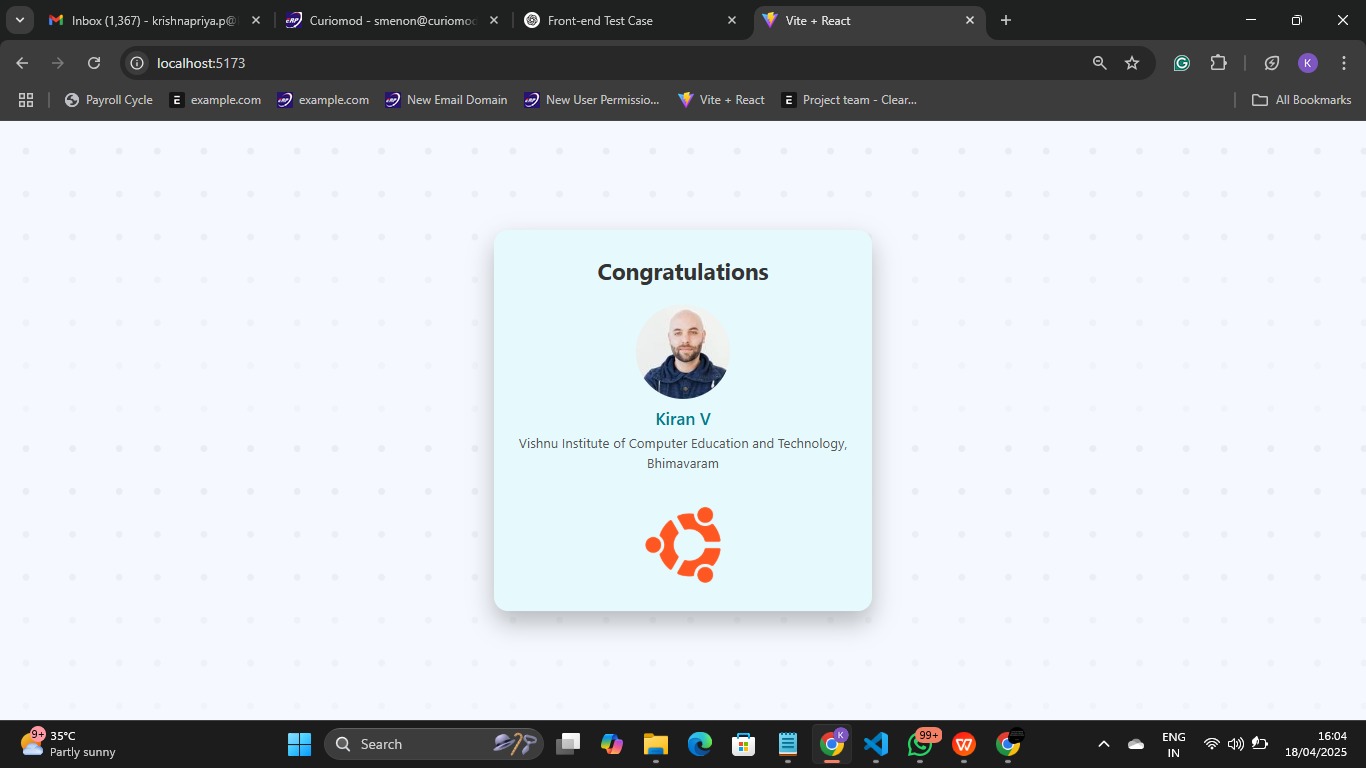 Inbox (1,367) - krishnapriya.p@
Curiomod - smenon@curiomod
Front-end Test Case
Vite + React
localhost:5173
K
Payroll Cycle
example.com
example.com
New Email Domain
New User Permissio...
Vite + React
Project team - Clear...
All Bookmarks
Congratulations
Kiran V
Vishnu Institute of Computer Education and Technology,
Bhimavaram
9+
35°C
Partly sunny
Search
K
99+
ENG
IN
16:04
18/04/2025